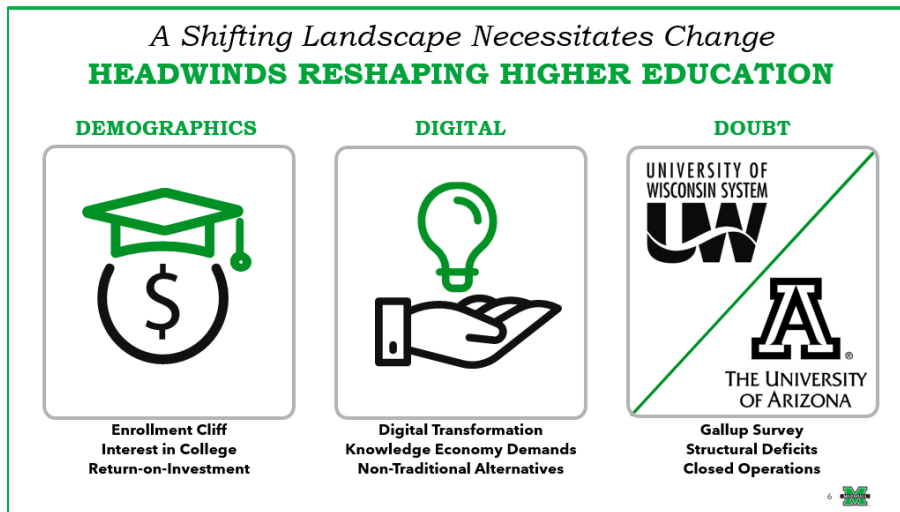 A Shifting Landscape Necessitates Change
HEADWINDS RESHAPING HIGHER EDUCATION
DEMOGRAPHICS
$
Enrollment Cliff
Interest in College
Return-on-Investment
DIGITAL
Digital Transformation
Knowledge Economy Demands
Non-Traditional Alternatives
DOUBT
UNIVERSITY OF
WISCONSIN SYSTEM
UW
A®
THE UNIVERSITY
OF ARIZONA
Gallup Survey
Structural Deficits
Closed Operations
6
M
MARSHALL